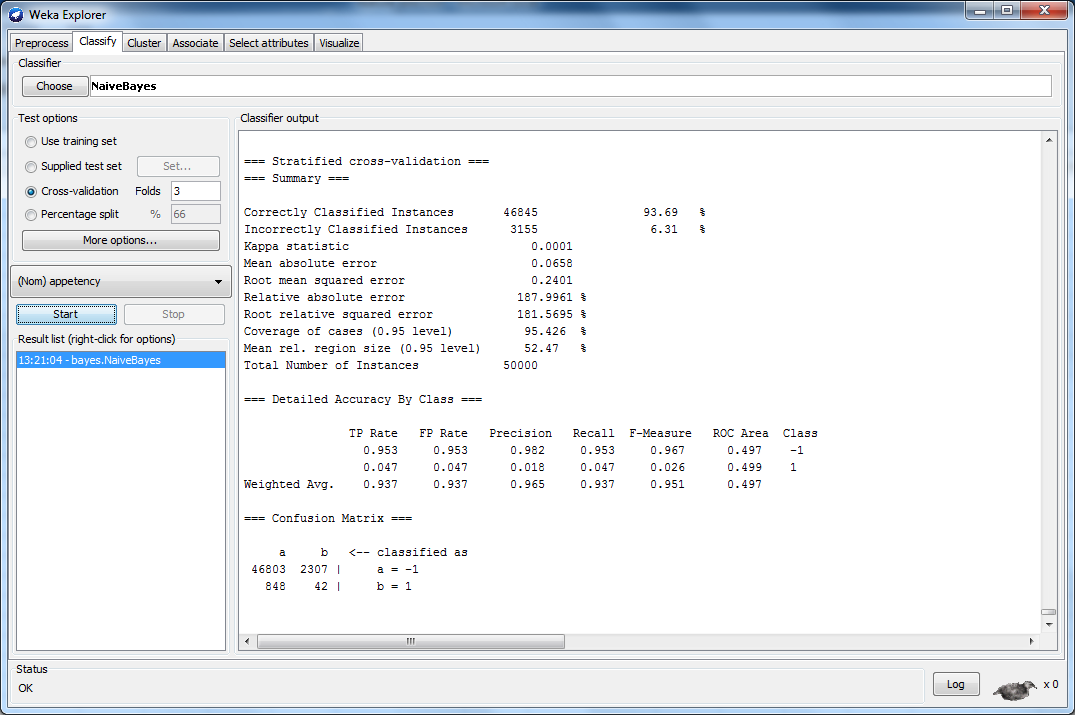 Weka Explorer
Preprocess Classify Cluster Associate Select attributes Visualize
Classifier
Choose NaiveBayes
Test options
Use training set
Supplied test set Set...
Cross-validation Folds 3
Percentage split % 66
More options...
(Nom) appetency
Start Stop
Result list (right-click for options)
13:21:04 - bayes.NaiveBayes
Classifier output
=== Stratified cross-validation ===
=== Summary ===
Correctly Classified Instances 46845 93.69 %
Incorrectly Classified Instances 3155 6.31 %
Kappa statistic 0.0001
Mean absolute error 0.0658
Root mean squared error 0.2401
Relative absolute error 187.9961 %
Root relative squared error 181.5695 %
Coverage of cases (0.95 level) 95.426 %
Mean rel. region size (0.95 level) 52.47 %
Total Number of Instances 50000
=== Detailed Accuracy By Class ===
TP Rate FP Rate Precision Recall F-Measure ROC Area Class
0.953 0.953 0.982 0.953 0.967 0.497 -1
0.047 0.047 0.018 0.047 0.026 0.499 1
Weighted Avg. 0.937 0.937 0.965 0.937 0.951 0.497
=== Confusion Matrix ===
a b <-- classified as
46803 2307 | a = -1
848 42 | b = 1
Status
OK
Log x 0